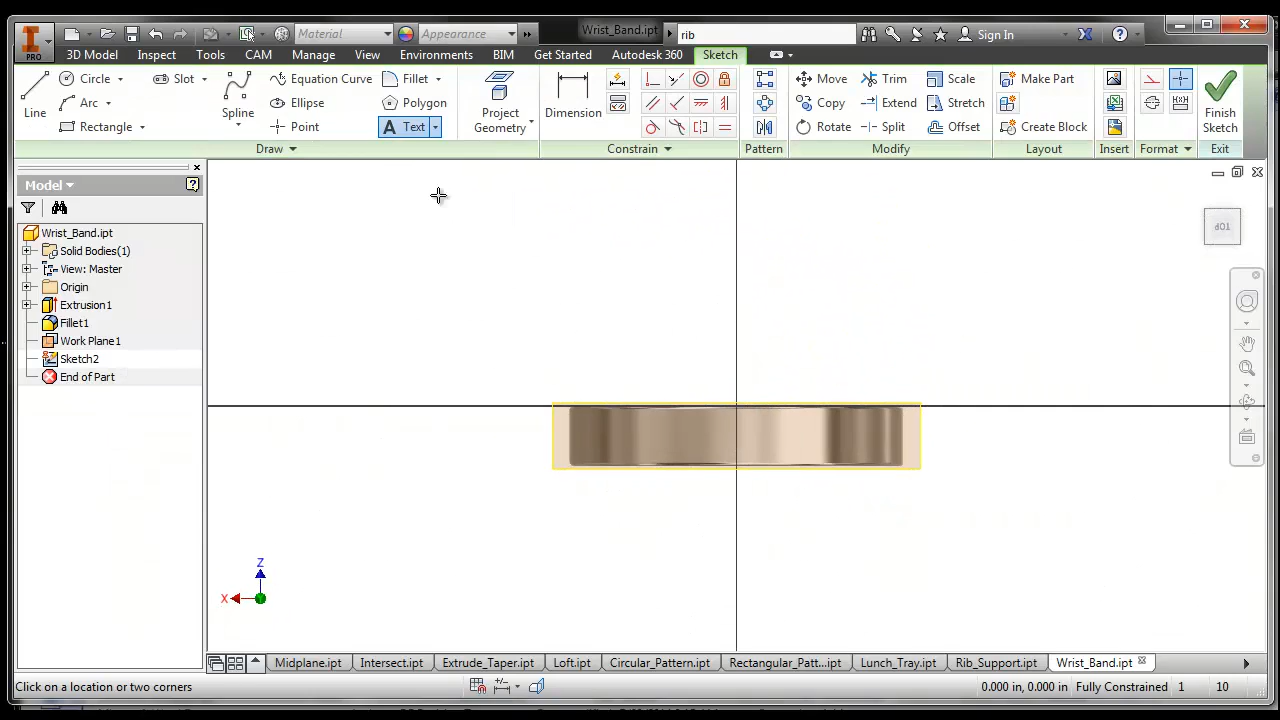 Material
Appearance
Wrist_Band.ipt
rib
Sign In
PRO
3D Model
Inspect
Tools
CAM
Manage
View
Environments
BIM
Get Started
Autodesk 360
Sketch
Line
Circle
Arc
Rectangle
Slot
Spline
Equation Curve
Ellipse
Point
Fillet
Polygon
A Text
Project Geometry
Dimension
Move
Copy
Rotate
Trim
Extend
Split
Scale
Stretch
Offset
Make Part
Create Block
Finish Sketch
Draw
Constrain
Pattern
Modify
Layout
Insert
Format
Exit
Model
Wrist_Band.ipt
Solid Bodies(1)
View: Master
Origin
Extrusion1
Fillet1
Work Plane1
Sketch2
End of Part
TOP
Z
X
Midplane.ipt
Intersect.ipt
Extrude_Taper.ipt
Loft.ipt
Circular_Pattern.ipt
Rectangular_Patt...ipt
Lunch_Tray.ipt
Rib_Support.ipt
Wrist_Band.ipt
Click on a location or two corners
0.000 in, 0.000 in
Fully Constrained
1
10